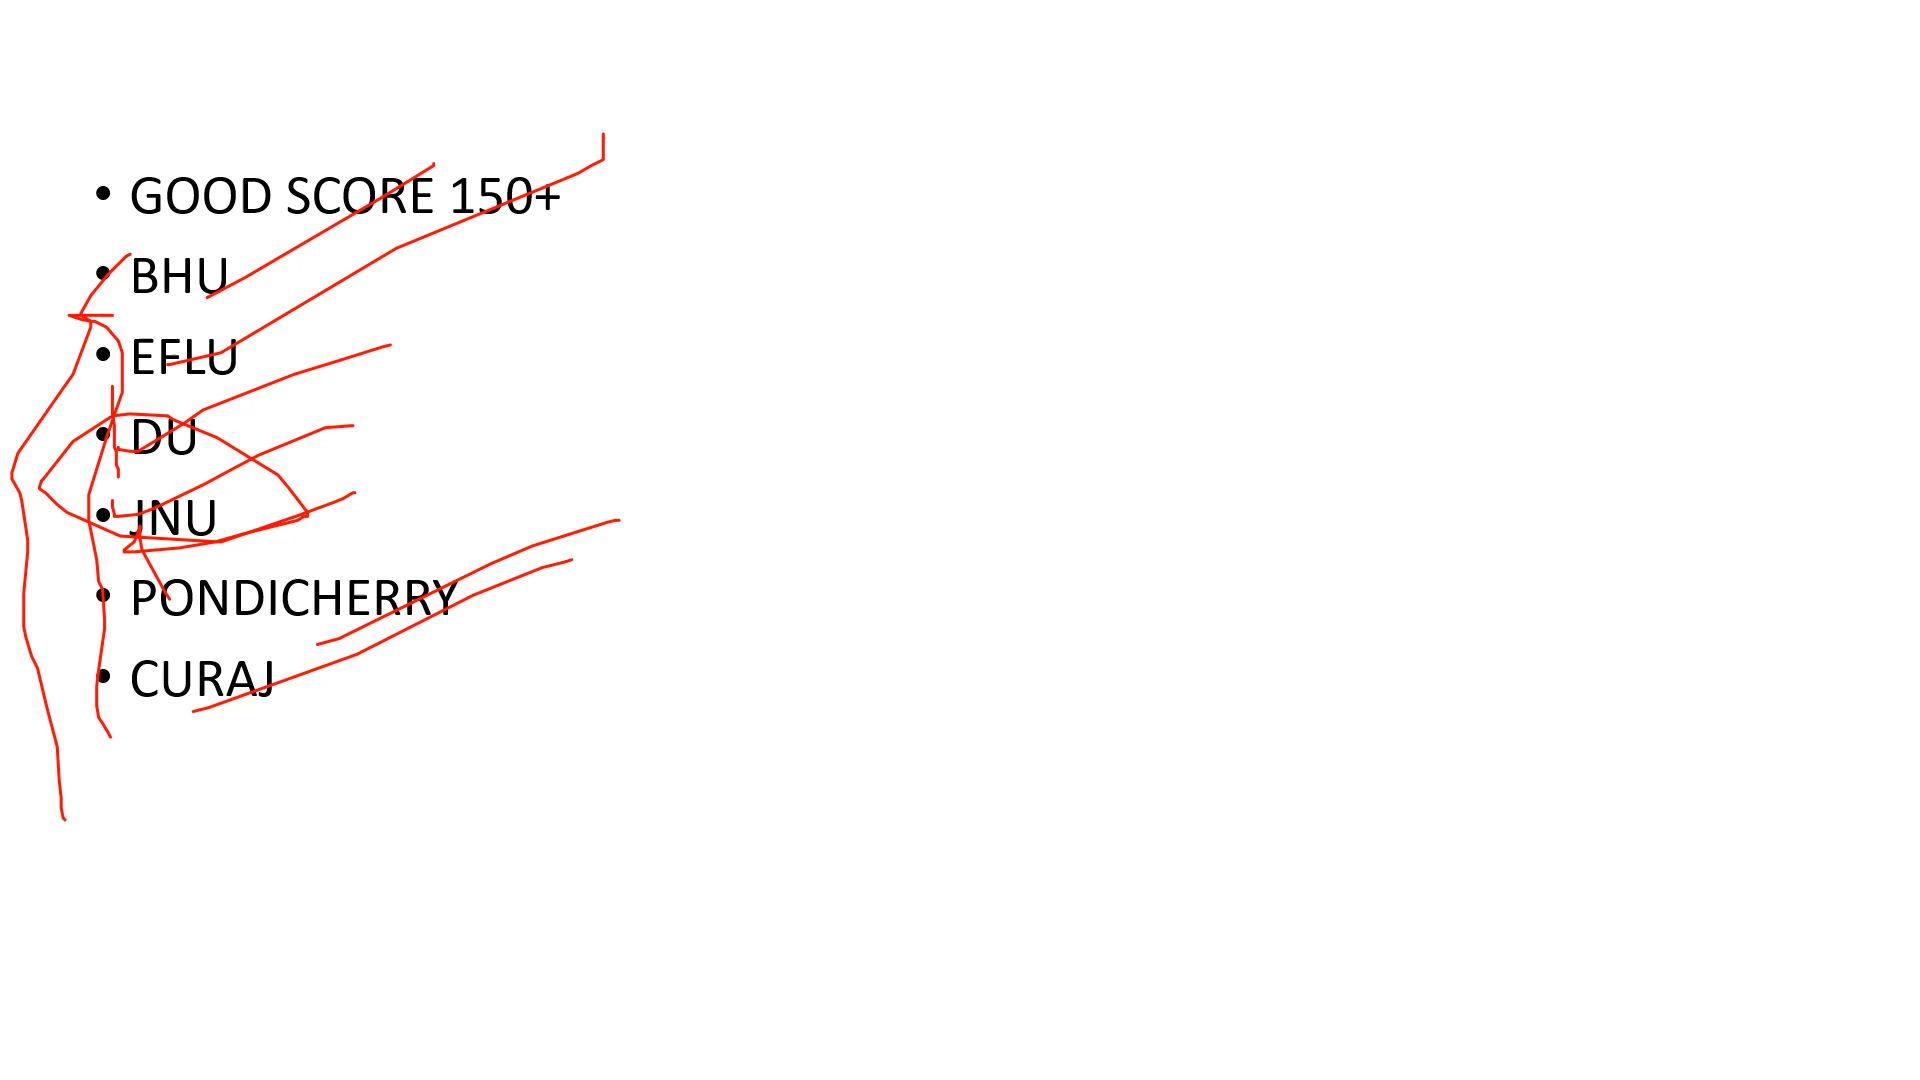 • GOOD SCORE 150+
• BHU
• EFLU
• DU
• JNU
• PONDICHERRY
• CURAJ